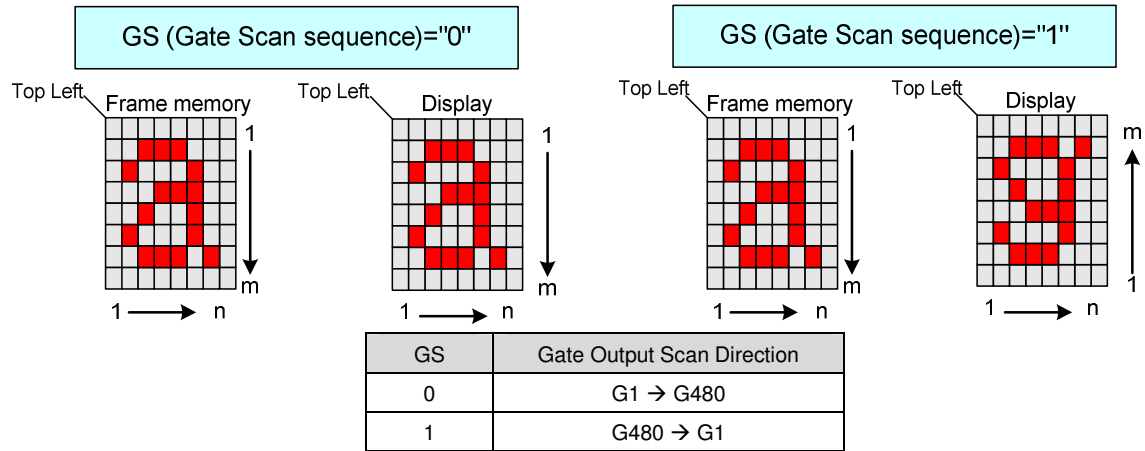 GS (Gate Scan sequence)="0"
GS (Gate Scan sequence)="1"
Top Left
Frame memory
1
m
1 n
Top Left
Display
1
m
1 n
Top Left
Frame memory
1
m
1 n
Top Left
Display
m
1
1 n
GS Gate Output Scan Direction
0 G1 → G480
1 G480 → G1